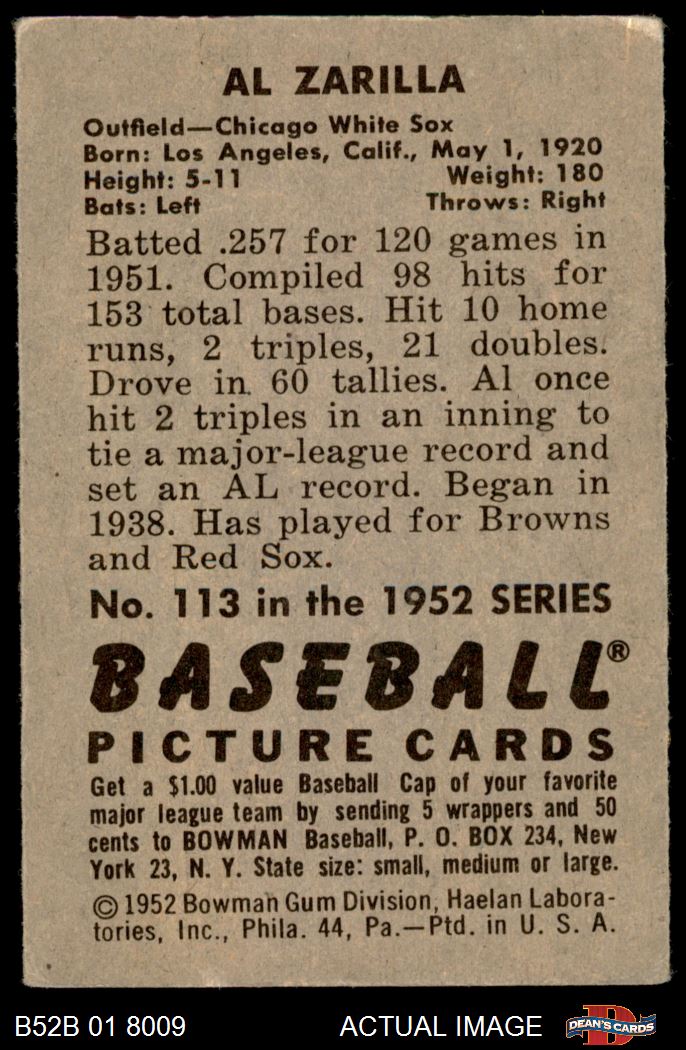 AL ZARILLA
Outfield—Chicago White Sox
Born: Los Angeles, Calif., May 1, 1920
Height: 5-11 Weight: 180
Bats: Left Throws: Right
Batted .257 for 120 games in
1951. Compiled 98 hits for
153 total bases. Hit 10 home
runs, 2 triples, 21 doubles.
Drove in 60 tallies. Al once
hit 2 triples in an inning to
tie a major-league record and
set an AL record. Began in
1938. Has played for Browns
and Red Sox.
No. 113 in the 1952 SERIES
BASEBALL®
PICTURE CARDS
Get a $1.00 value Baseball Cap of your favorite
major league team by sending 5 wrappers and 50
cents to BOWMAN Baseball, P. O. BOX 234, New
York 23, N. Y. State size: small, medium or large.
© 1952 Bowman Gum Division, Haelan Labora-
tories, Inc., Phila. 44, Pa.—Ptd. in U. S. A.
B52B 01 8009 ACTUAL IMAGE D DEAN'S CARDS